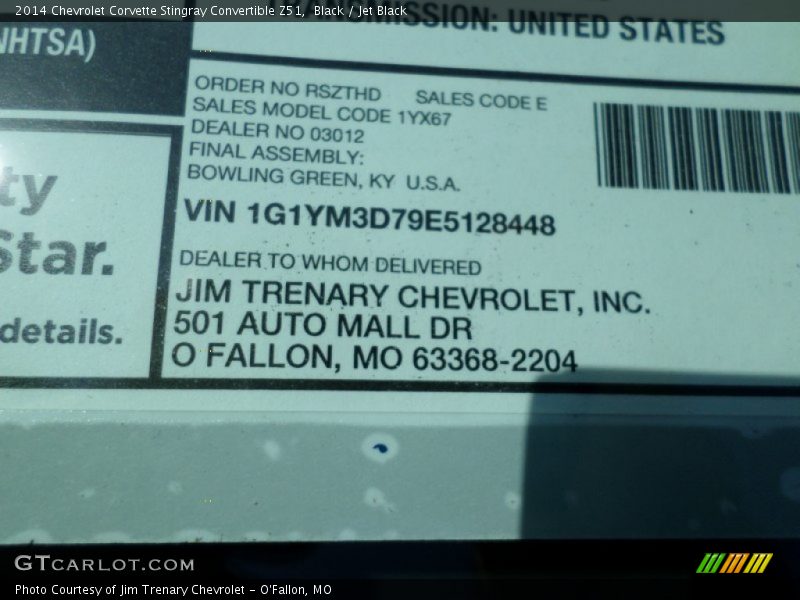 2014 Chevrolet Corvette Stingray Convertible Z51, Black / Jet Black
TRANSMISSION: UNITED STATES
NHTSA)
ORDER NO RSZTHD SALES CODE E
SALES MODEL CODE 1YX67
DEALER NO 03012
FINAL ASSEMBLY:
BOWLING GREEN, KY U.S.A.
VIN 1G1YM3D79E5128448
ty
Star.
details.
DEALER TO WHOM DELIVERED
JIM TRENARY CHEVROLET, INC.
501 AUTO MALL DR
O FALLON, MO 63368-2204
GTCARLOT.COM
Photo Courtesy of Jim Trenary Chevrolet - O'Fallon, MO